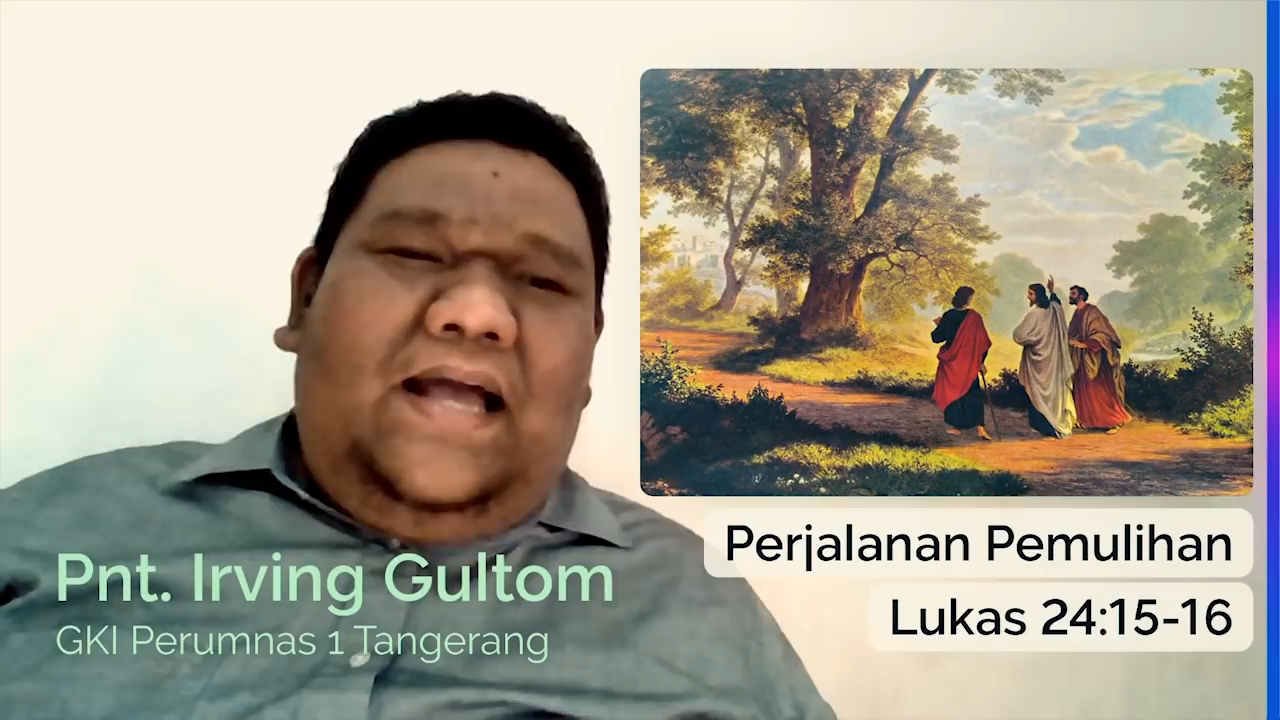 Pnt. Irving Gultom
GKI Perumnas 1 Tangerang
Perjalanan Pemulihan
Lukas 24:15-16